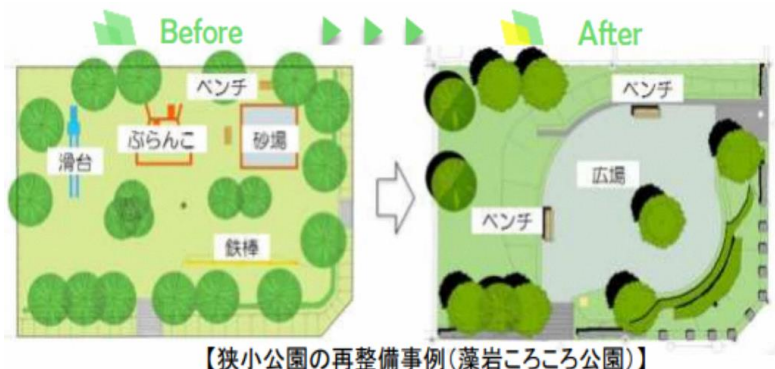 Before
After
ベンチ
ぶらんこ
砂場
滑台
鉄棒
ベンチ
広場
ベンチ
【狭小公園の再整備事例(藻岩ころころ公園)】